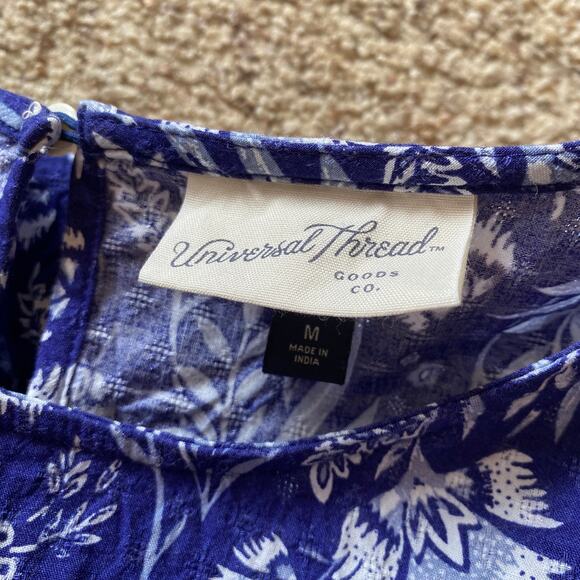 Universal Thread™
GOODS
CO.
M
MADE IN
INDIA